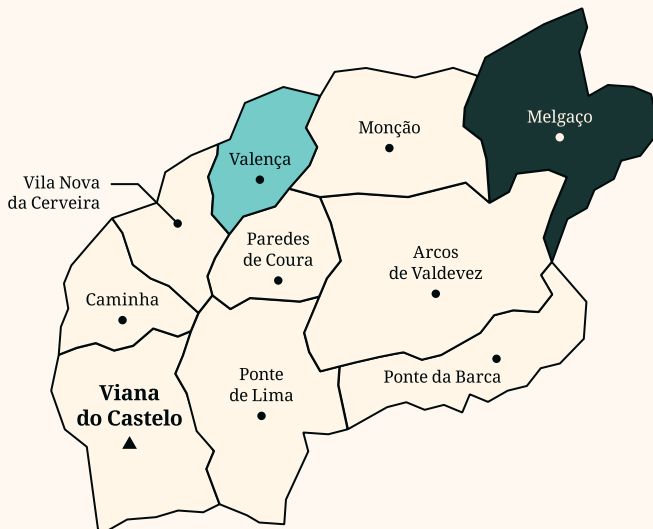 Melgaço
Monção
Valença
Vila Nova
da Cerveira
Paredes
de Coura
Arcos
de Valdevez
Caminha
Ponte da Barca
Ponte
de Lima
Viana
do Castelo